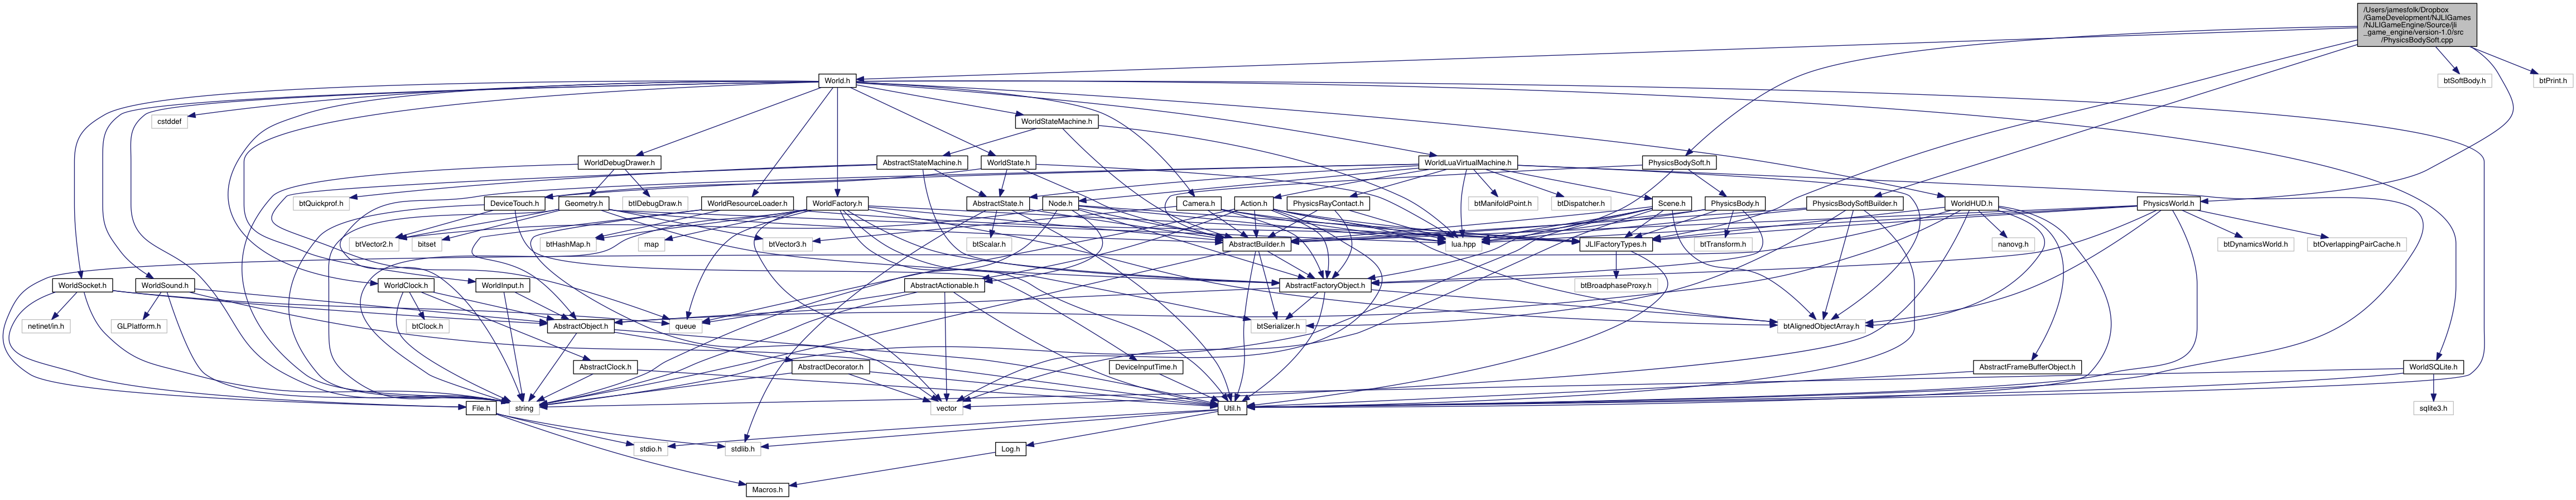 /Users/jamesfolk/Dropbox
/GameDevelopment/NJLIGames
/NJLIGameEngine/Source/jli
_game_engine/version-1.0/src
/PhysicsBodySoft.cpp
World.h
btSoftBody.h
btPrint.h
cstddef
WorldStateMachine.h
WorldDebugDrawer.h
AbstractStateMachine.h
WorldState.h
WorldLuaVirtualMachine.h
PhysicsBodySoft.h
btQuickprof.h
DeviceTouch.h
Geometry.h
btIDebugDraw.h
WorldResourceLoader.h
WorldFactory.h
AbstractState.h
Node.h
Camera.h
Action.h
PhysicsRayContact.h
btManifoldPoint.h
btDispatcher.h
Scene.h
PhysicsBody.h
PhysicsBodySoftBuilder.h
WorldHUD.h
PhysicsWorld.h
btVector2.h
bitset
btHashMap.h
map
btVector3.h
btScalar.h
AbstractBuilder.h
lua.hpp
JLIFactoryTypes.h
btTransform.h
nanovg.h
btDynamicsWorld.h
btOverlappingPairCache.h
WorldSocket.h
WorldSound.h
WorldClock.h
WorldInput.h
AbstractActionable.h
AbstractFactoryObject.h
btBroadphaseProxy.h
netinet/in.h
GLPlatform.h
btClock.h
AbstractObject.h
queue
btSerializer.h
btAlignedObjectArray.h
AbstractClock.h
AbstractDecorator.h
DeviceInputTime.h
AbstractFrameBufferObject.h
WorldSQLite.h
File.h
string
vector
Util.h
sqlite3.h
stdio.h
stdlib.h
Log.h
Macros.h